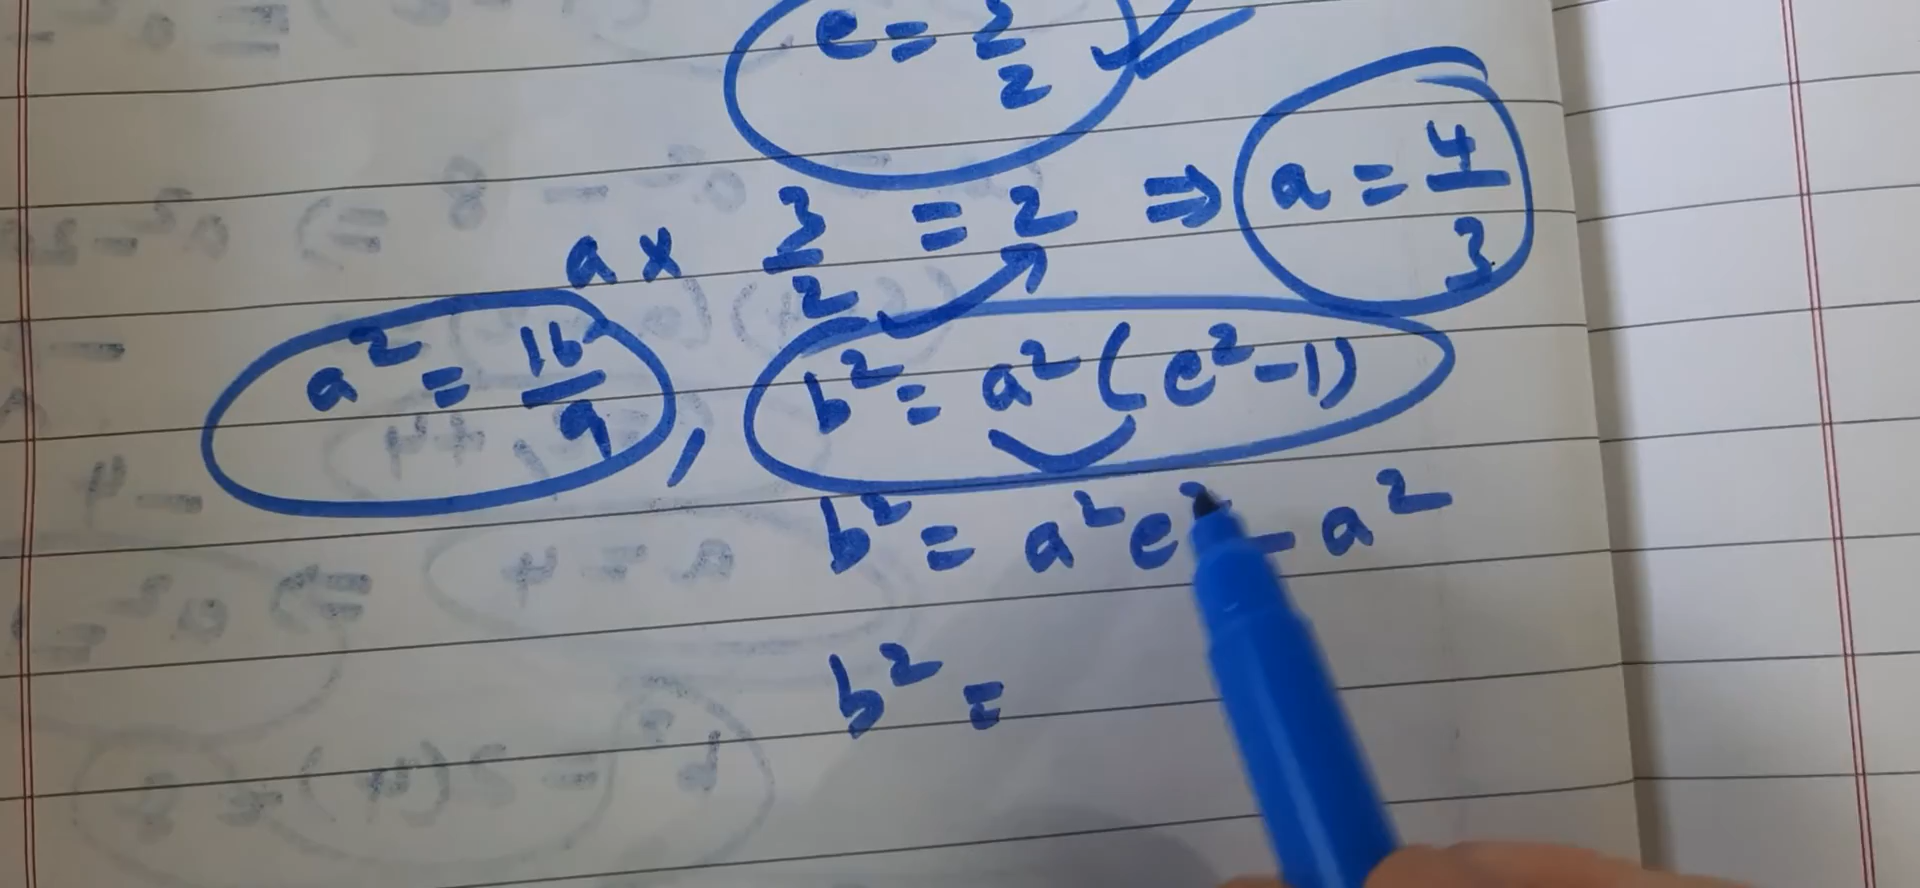 e = 3/2
a × 3/2 = 2 ⇒ a = 4/3
a² = 16/9 , b² = a²(e² - 1)
b² = a²e² - a²
b² =